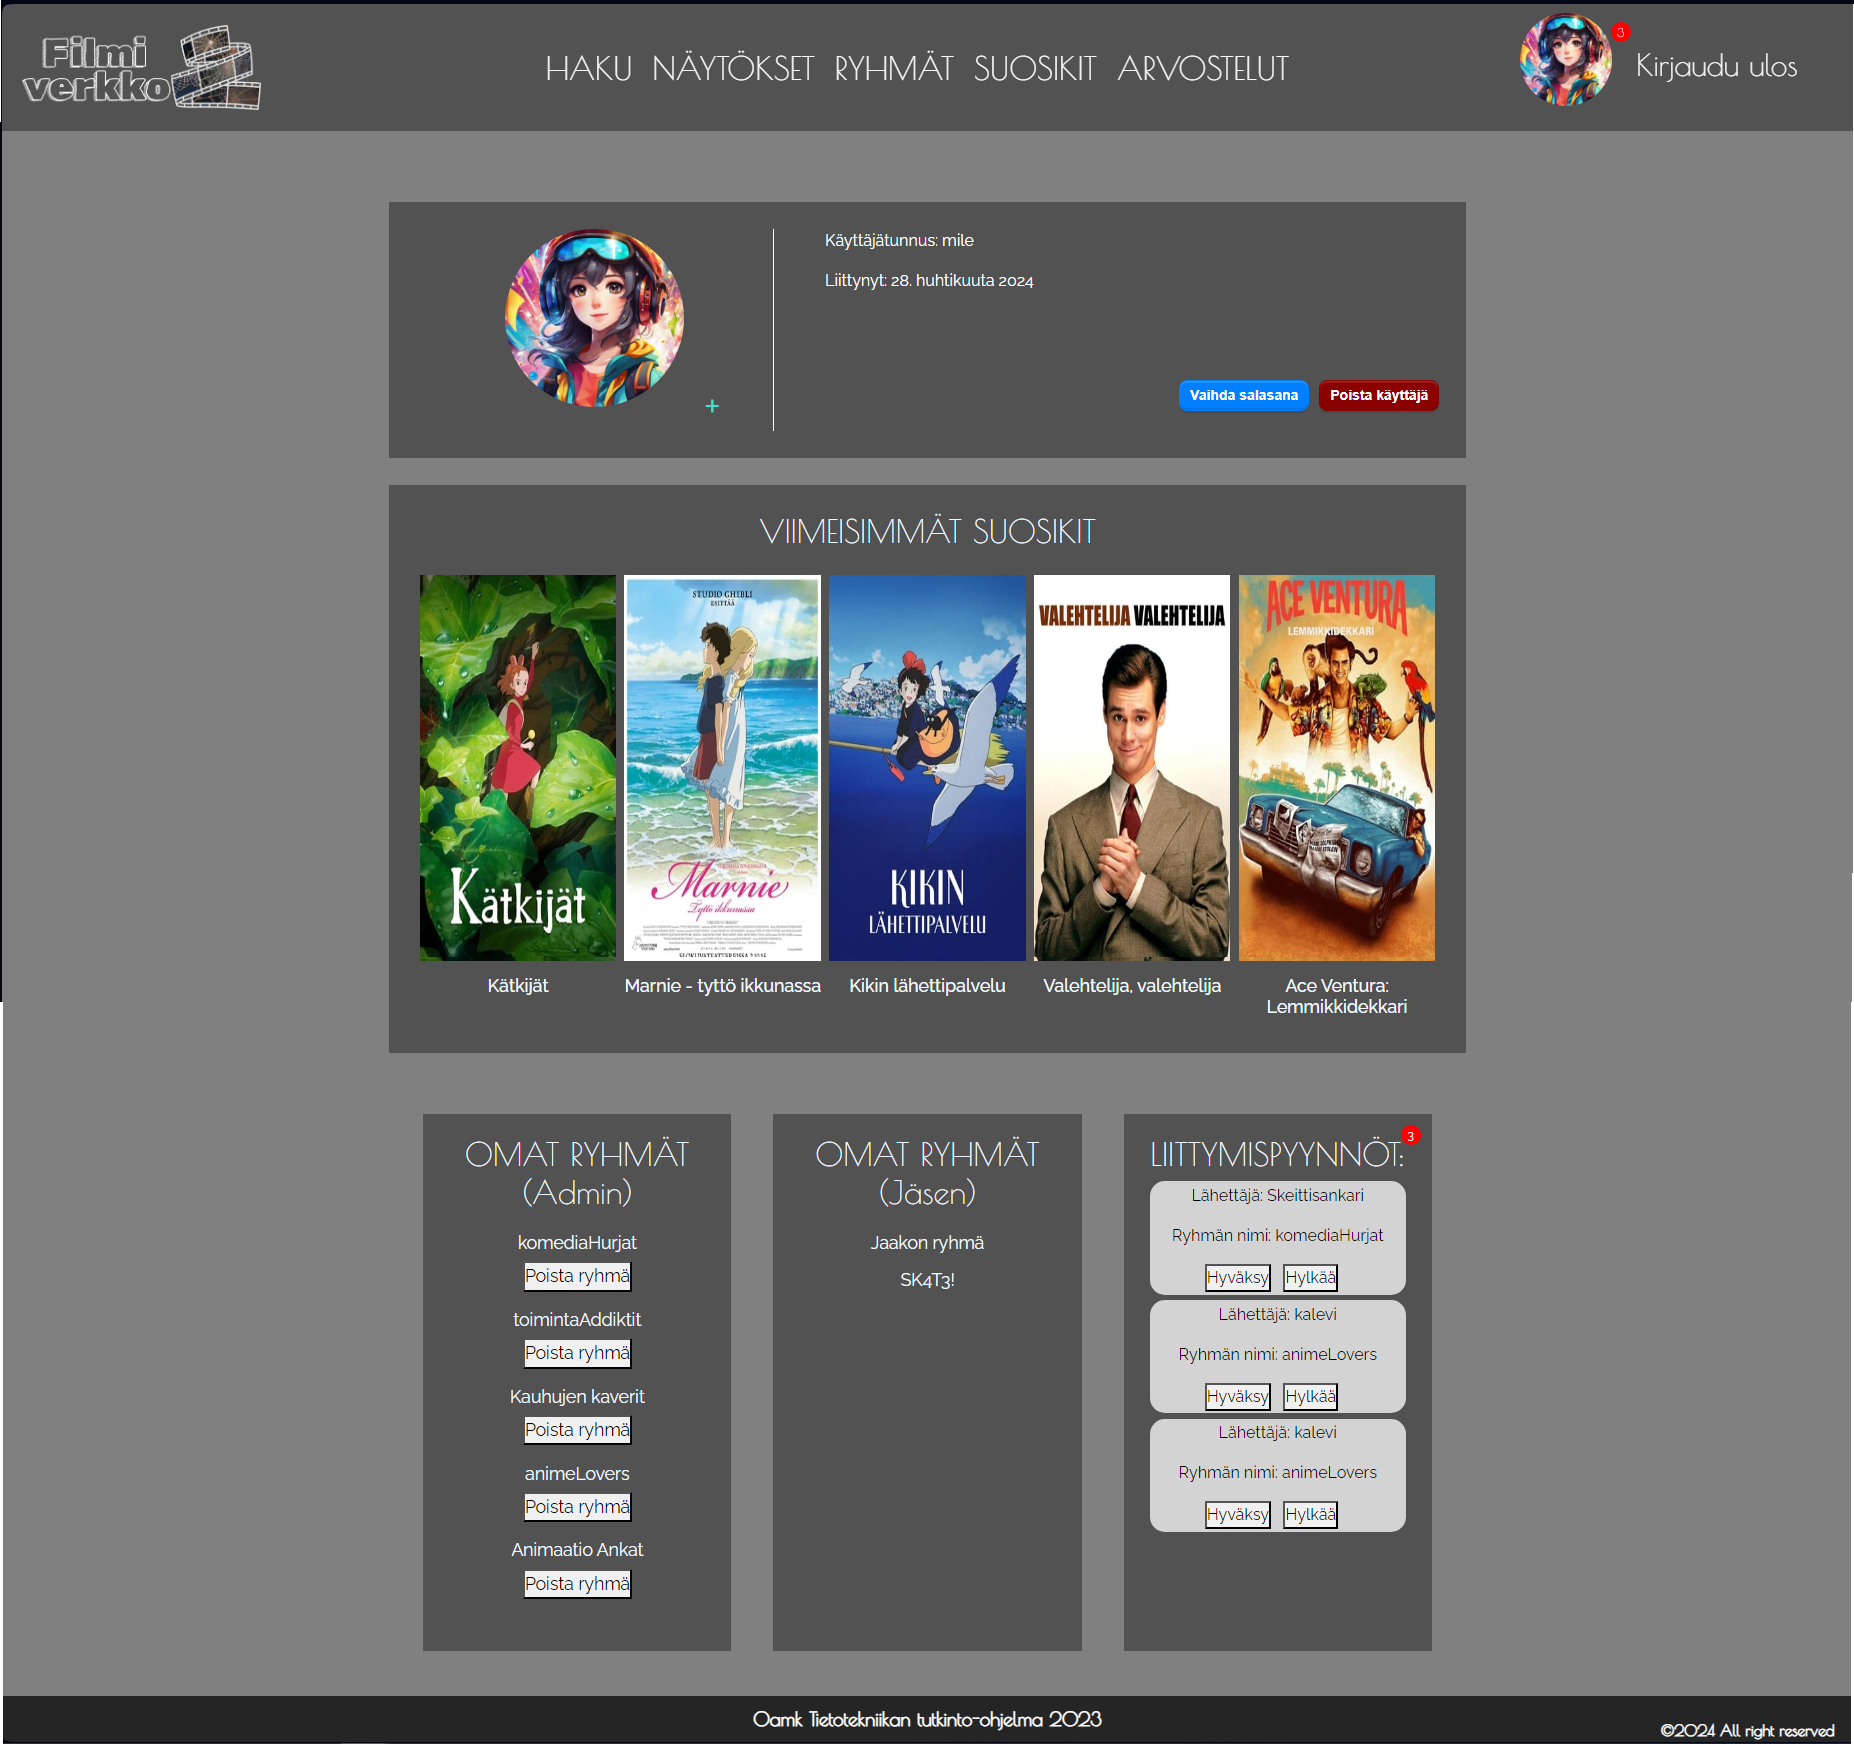 Filmi
verkko
HAKU NÄYTÖKSET RYHMÄT SUOSIKIT ARVOSTELUT
3
Kirjaudu ulos
Käyttäjätunnus: mile
Liittynyt: 28. huhtikuuta 2024
+
Vaihda salasana Poista käyttäjä
VIIMEISIMMÄT SUOSIKIT
Kätkijät
STUDIO GHIBLI
ESITTÄÄ
Marnie
Tyttö ikkunassa
KIKIN
LÄHETTIPALVELU
VALEHTELIJA VALEHTELIJA
ACE VENTURA
LEMMIKKIDEKKARI
Kätkijät
Marnie - tyttö ikkunassa
Kikin lähettipalvelu
Valehtelija, valehtelija
Ace Ventura:
Lemmikkidekkari
OMAT RYHMÄT
(Admin)
komediaHurjat
Poista ryhmä
toimintaAddiktit
Poista ryhmä
Kauhujen kaverit
Poista ryhmä
animeLovers
Poista ryhmä
Animaatio Ankat
Poista ryhmä
OMAT RYHMÄT
(Jäsen)
Jaakon ryhmä
SK4T3!
LIITTYMISPYYNNÖT:
3
Lähettäjä: Skeittisankari
Ryhmän nimi: komediaHurjat
Hyväksy Hylkää
Lähettäjä: kalevi
Ryhmän nimi: animeLovers
Hyväksy Hylkää
Lähettäjä: kalevi
Ryhmän nimi: animeLovers
Hyväksy Hylkää
Oamk Tietotekniikan tutkinto-ohjelma 2023
©2024 All right reserved